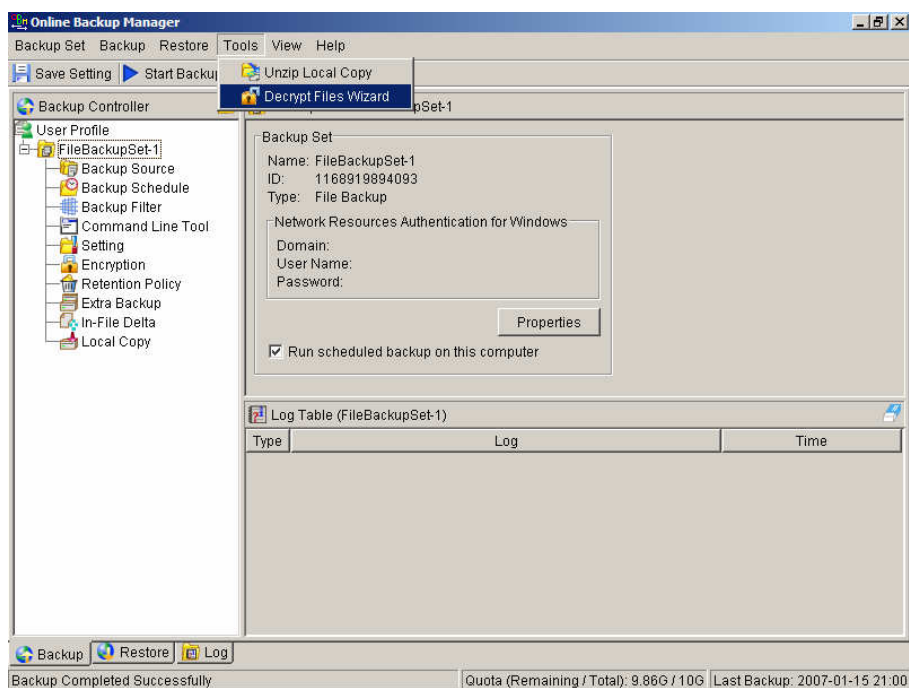 Online Backup Manager
Backup Set Backup Restore Tools View Help
Save Setting Start Backup
Unzip Local Copy
Decrypt Files Wizard
Backup Controller
pSet-1
User Profile
FileBackupSet-1
Backup Source
Backup Schedule
Backup Filter
Command Line Tool
Setting
Encryption
Retention Policy
Extra Backup
In-File Delta
Local Copy
Backup Set
Name: FileBackupSet-1
ID: 1168919894093
Type: File Backup
Network Resources Authentication for Windows
Domain:
User Name:
Password:
Properties
Run scheduled backup on this computer
Log Table (FileBackupSet-1)
Type Log Time
Backup Restore Log
Backup Completed Successfully Quota (Remaining / Total): 9.86G / 10G Last Backup: 2007-01-15 21:00